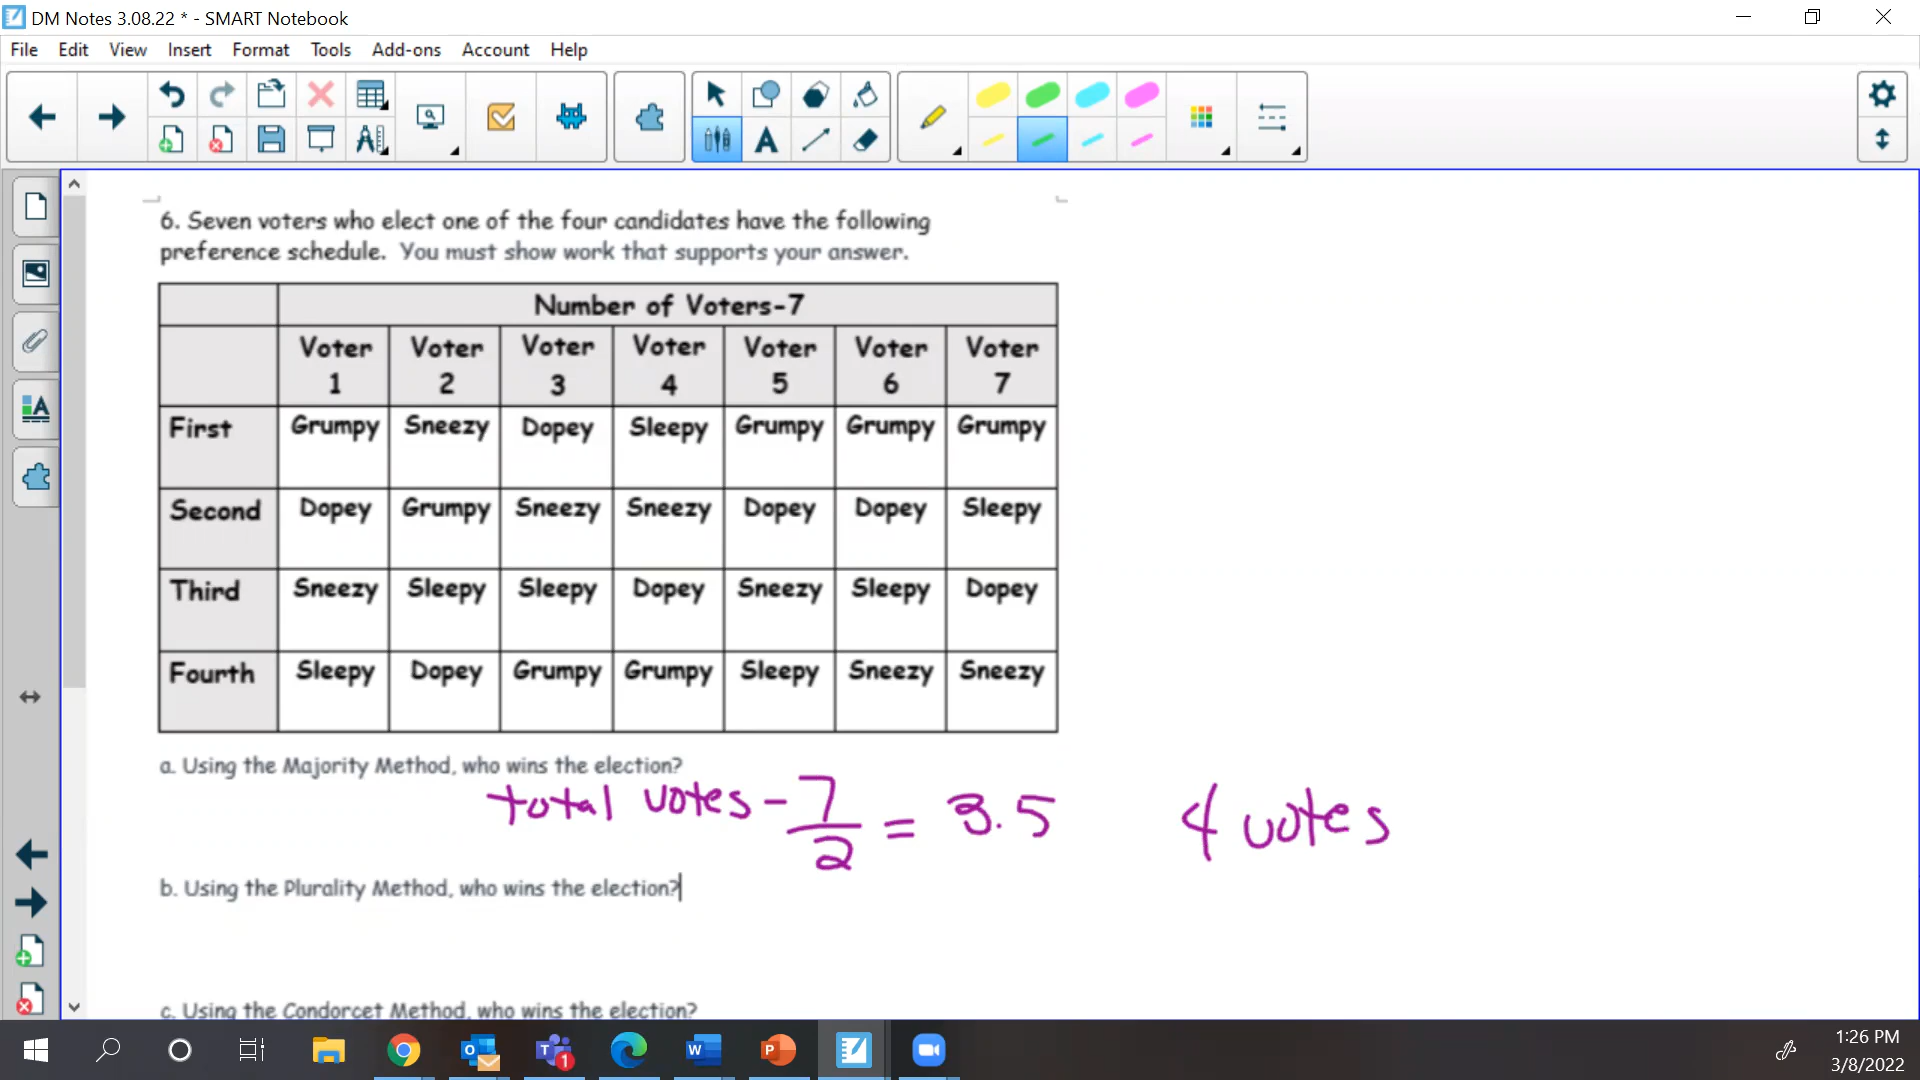 DM Notes 3.08.22 * - SMART Notebook
File Edit View Insert Format Tools Add-ons Account Help
6. Seven voters who elect one of the four candidates have the following
preference schedule. You must show work that supports your answer.
Number of Voters-7
Voter 1 Voter 2 Voter 3 Voter 4 Voter 5 Voter 6 Voter 7
First Grumpy Sneezy Dopey Sleepy Grumpy Grumpy Grumpy
Second Dopey Grumpy Sneezy Sneezy Dopey Dopey Sleepy
Third Sneezy Sleepy Sleepy Dopey Sneezy Sleepy Dopey
Fourth Sleepy Dopey Grumpy Grumpy Sleepy Sneezy Sneezy
a. Using the Majority Method, who wins the election?
total votes - 7/2 = 3.5 4 votes
b. Using the Plurality Method, who wins the election?
c. Using the Condorcet Method, who wins the election?
1:26 PM
3/8/2022